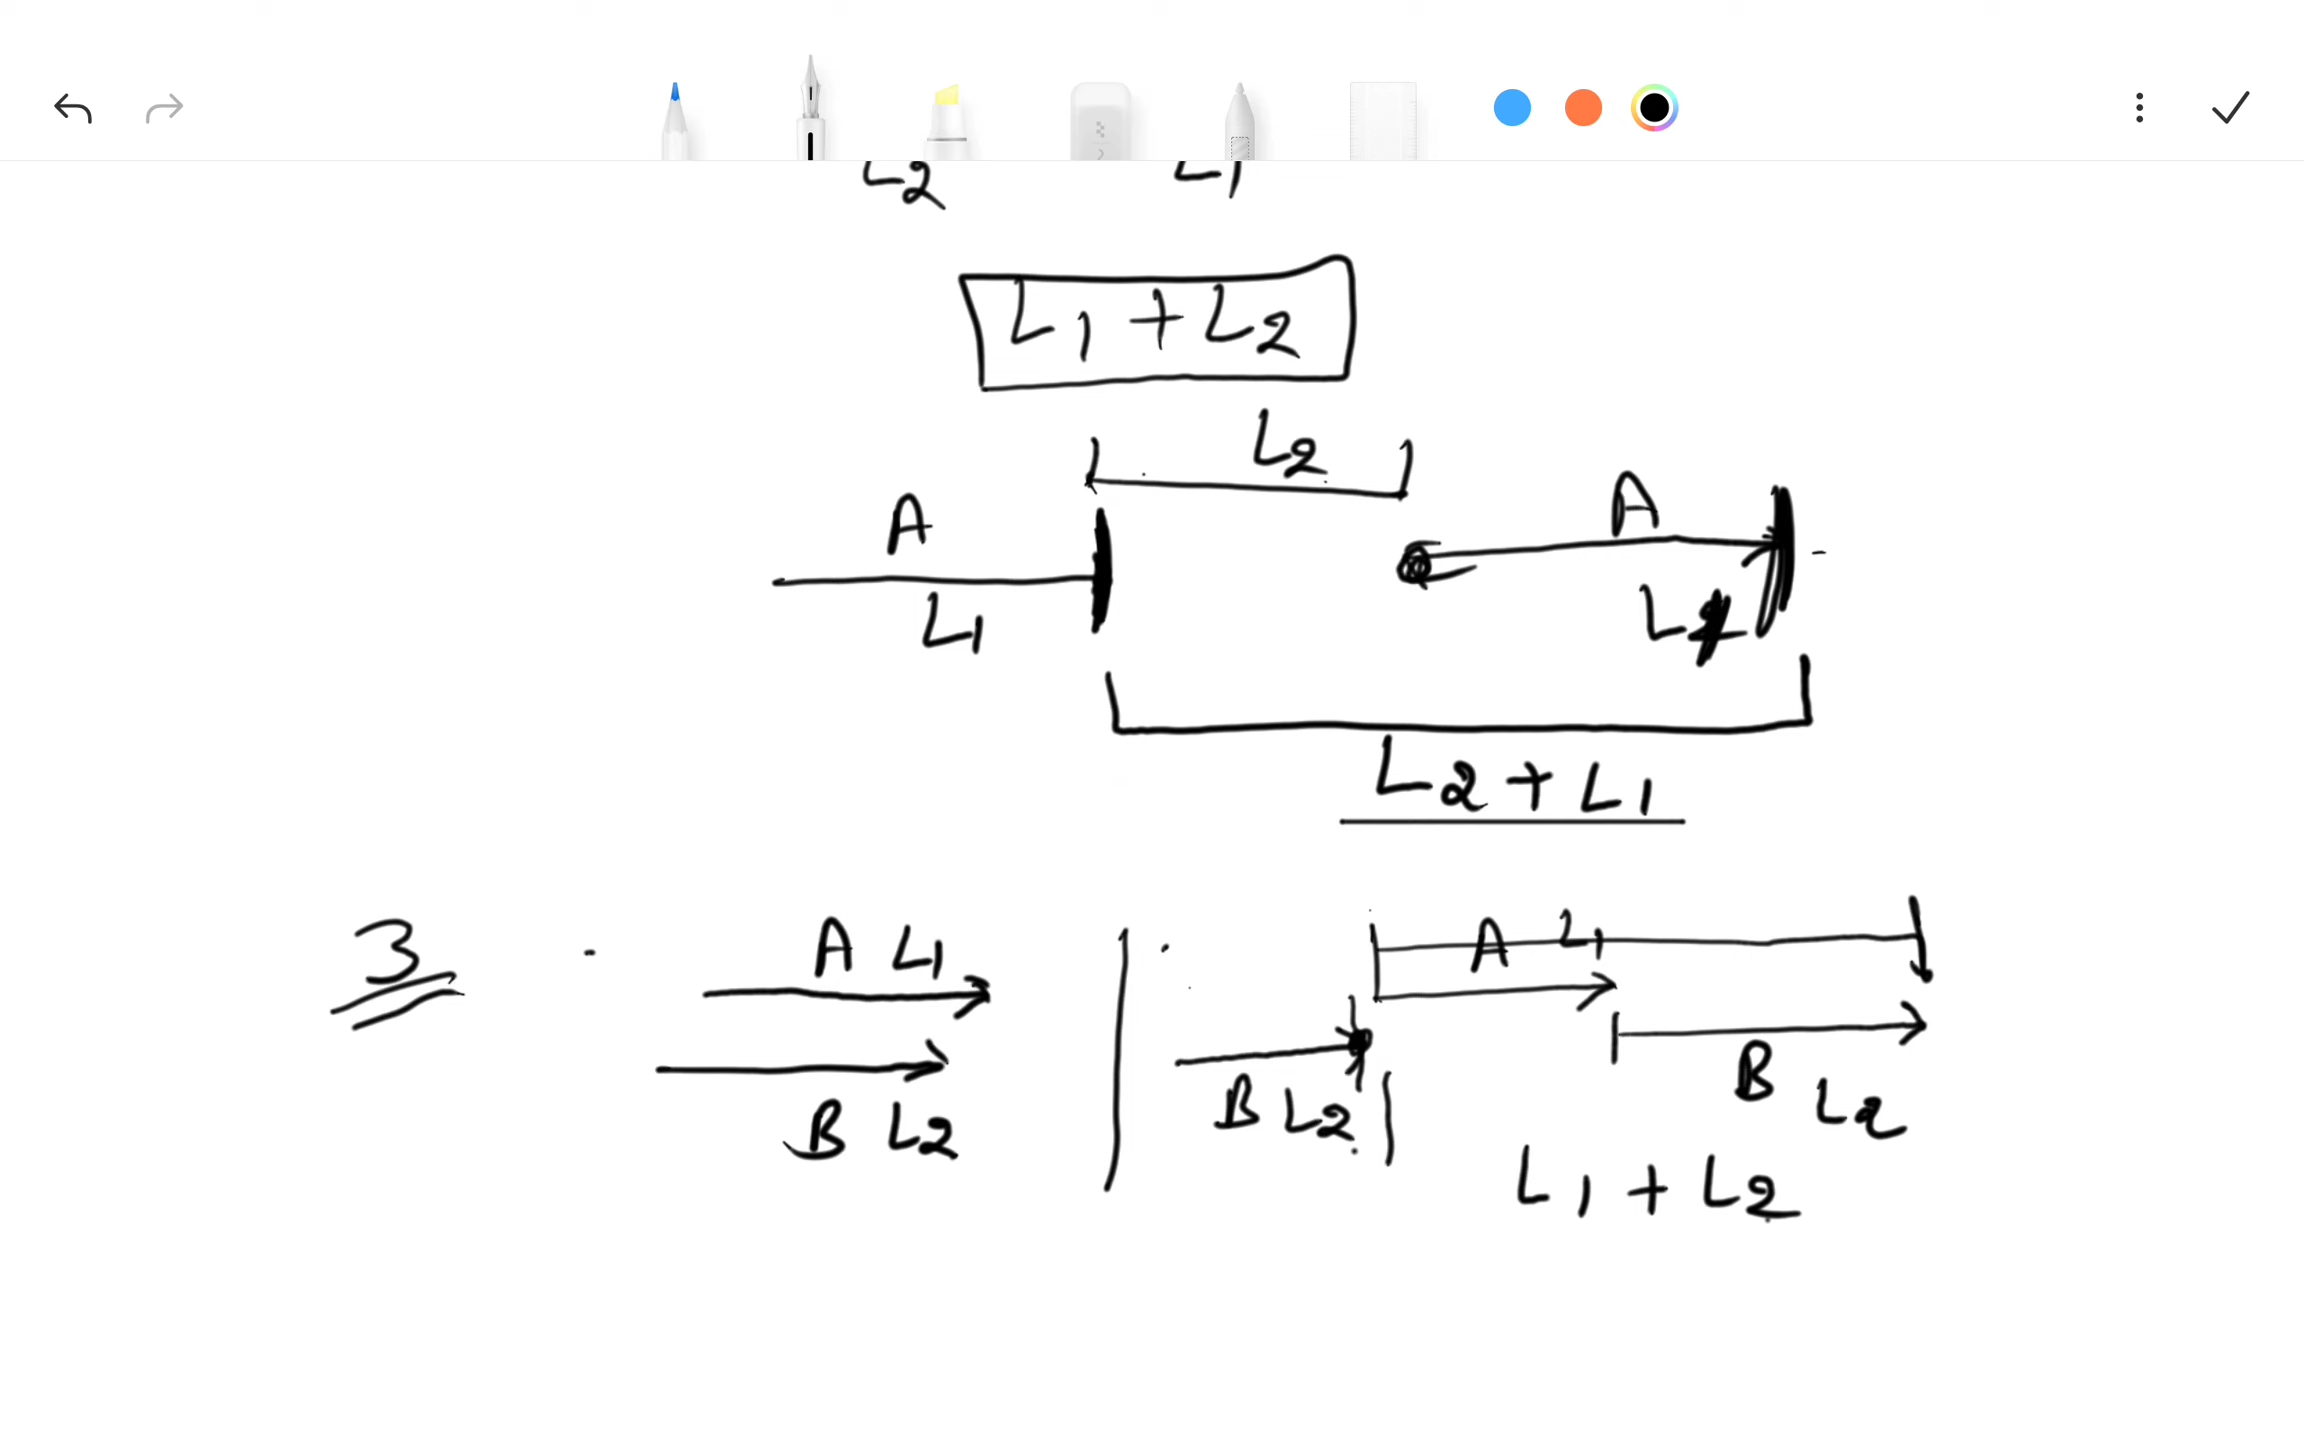 L2 L1
L1 + L2
L2
A A
L1
L2 + L1
3 A L1 A L1
B L2 B L2 B L2
L1 + L2